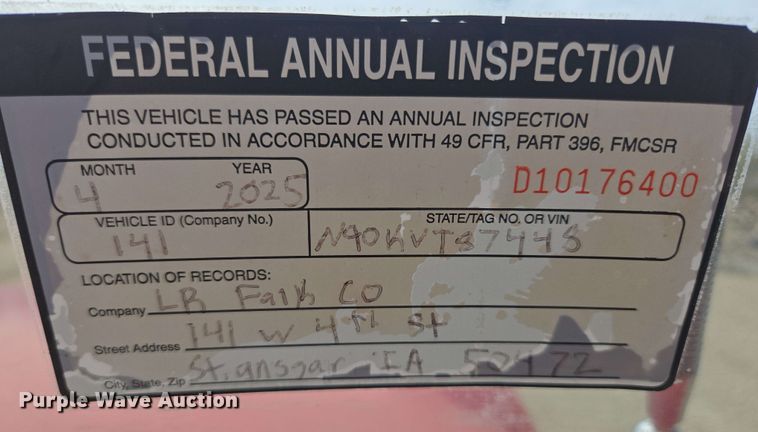 FEDERAL ANNUAL INSPECTION
THIS VEHICLE HAS PASSED AN ANNUAL INSPECTION
CONDUCTED IN ACCORDANCE WITH 49 CFR, PART 396, FMCSR
MONTH YEAR
4 2025 D10176400
VEHICLE ID (Company No.) STATE/TAG NO. OR VIN
141
LOCATION OF RECORDS:
Company LR Falk CO
Street Address 141 W 4th St
City, State, Zip St. ansgar IA 50472
Purple Wave Auction